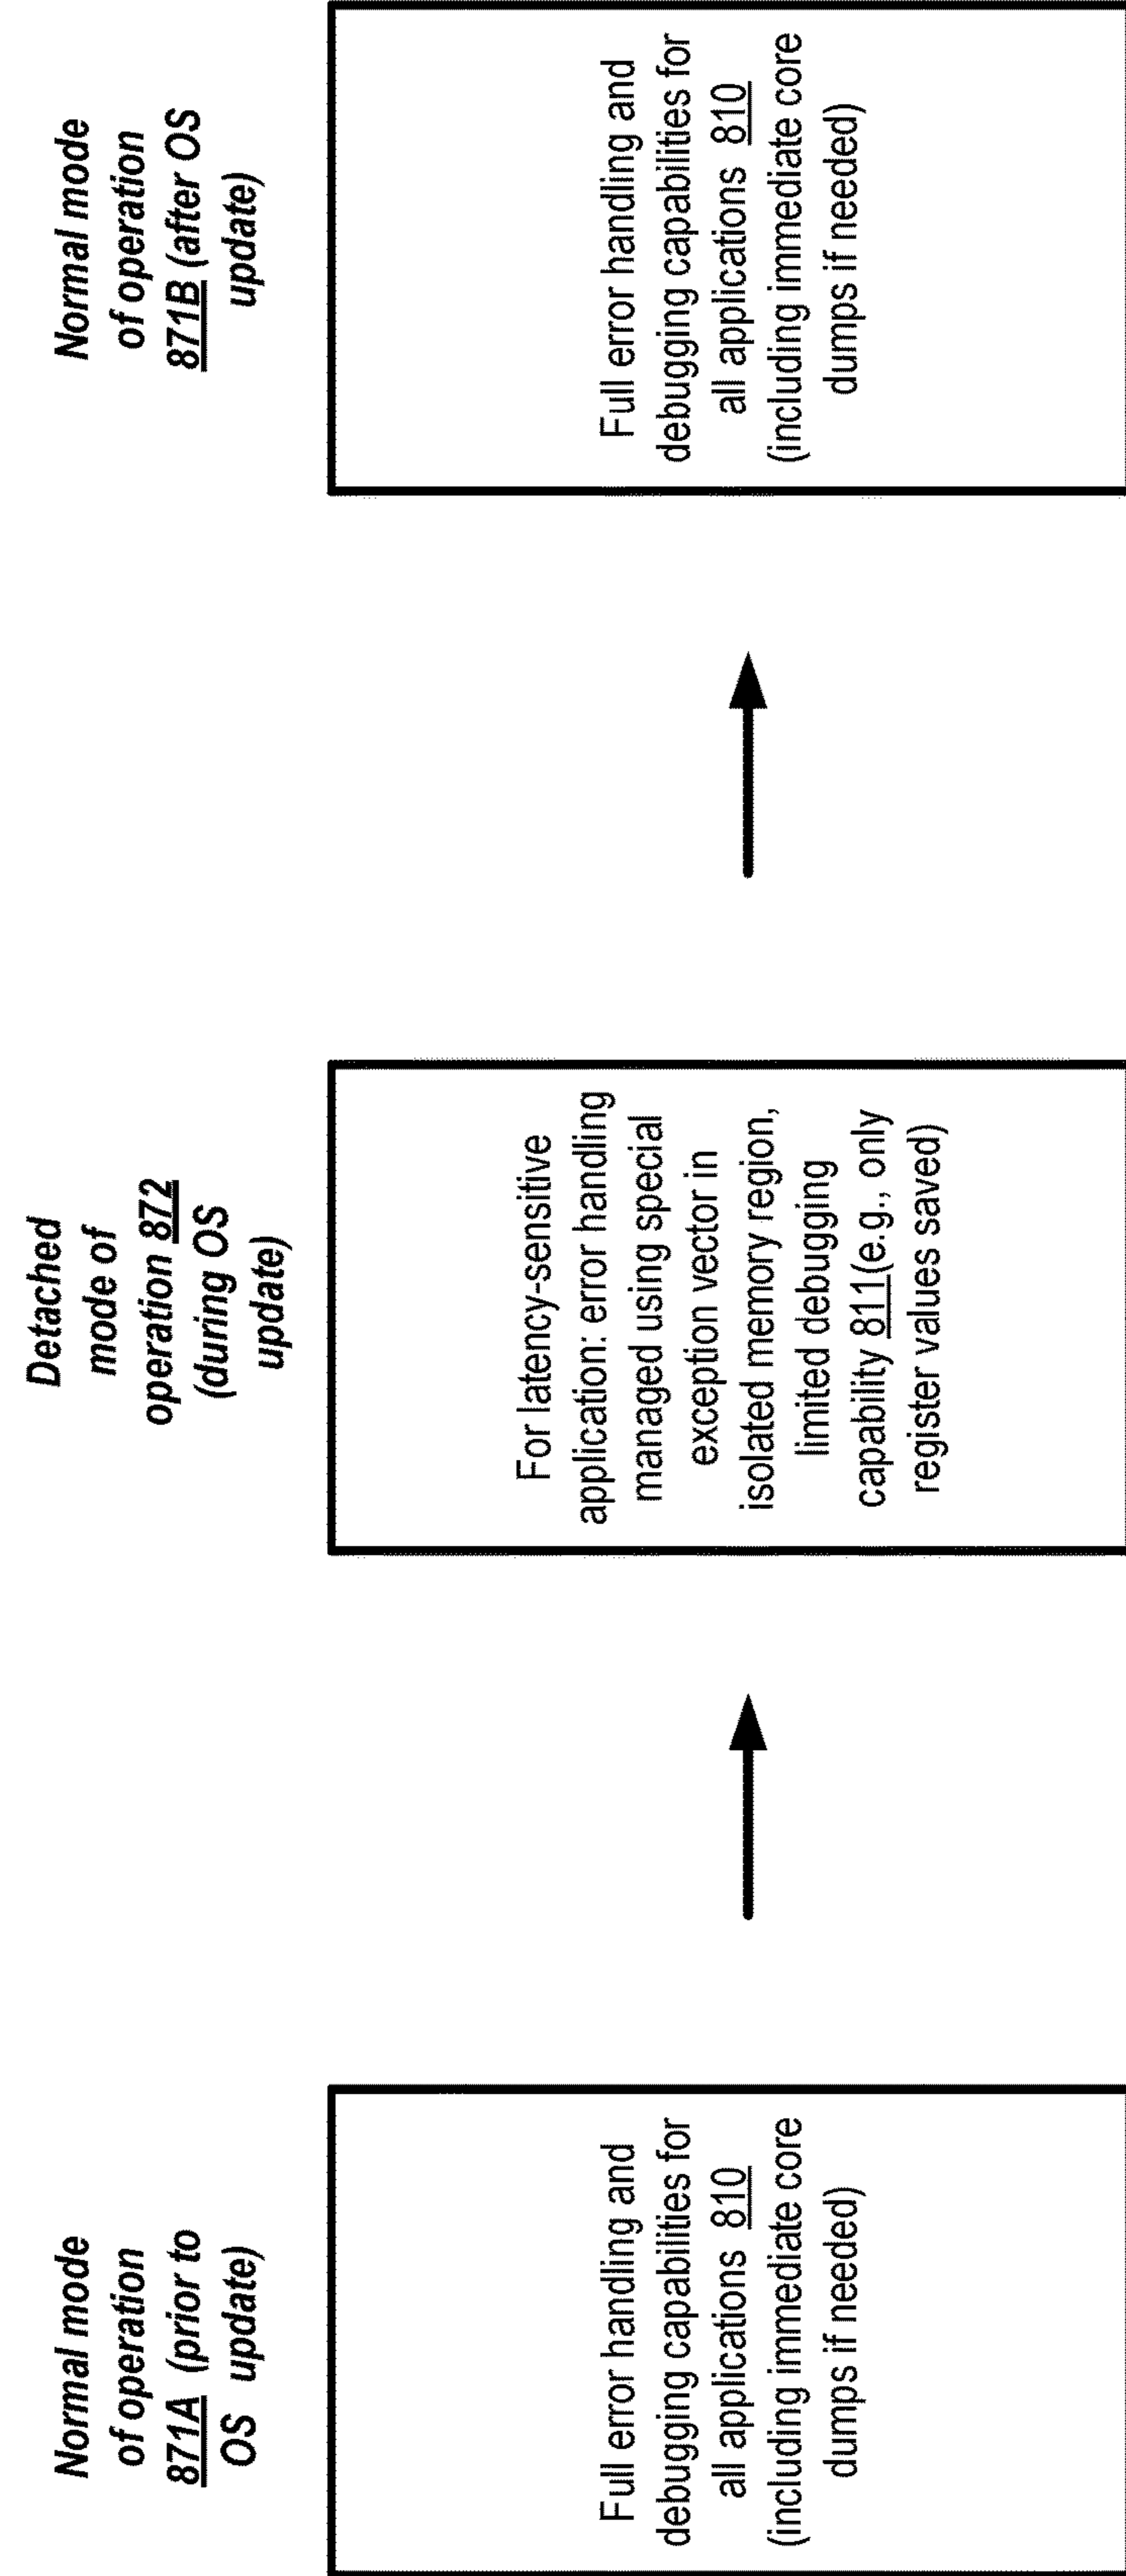 Normal mode
of operation
871A (prior to
OS update)
Full error handling and
debugging capabilities for
all applications 810
(including immediate core
dumps if needed)
Detached
mode of
operation 872
(during OS
update)
For latency-sensitive
application: error handling
managed using special
exception vector in
isolated memory region,
limited debugging
capability 811(e.g., only
register values saved)
Normal mode
of operation
871B (after OS
update)
Full error handling and
debugging capabilities for
all applications 810
(including immediate core
dumps if needed)